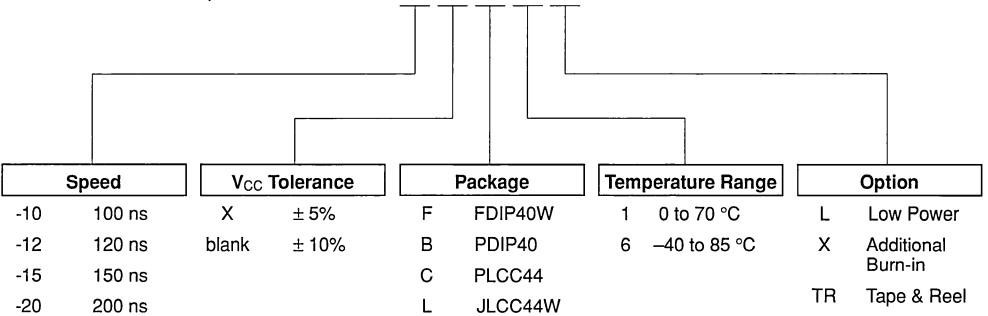 Speed
-10 100 ns
-12 120 ns
-15 150 ns
-20 200 ns
VCC Tolerance
X ± 5%
blank ± 10%
Package
F FDIP40W
B PDIP40
C PLCC44
L JLCC44W
Temperature Range
1 0 to 70 °C
6 –40 to 85 °C
Option
L Low Power
X Additional
Burn-in
TR Tape & Reel